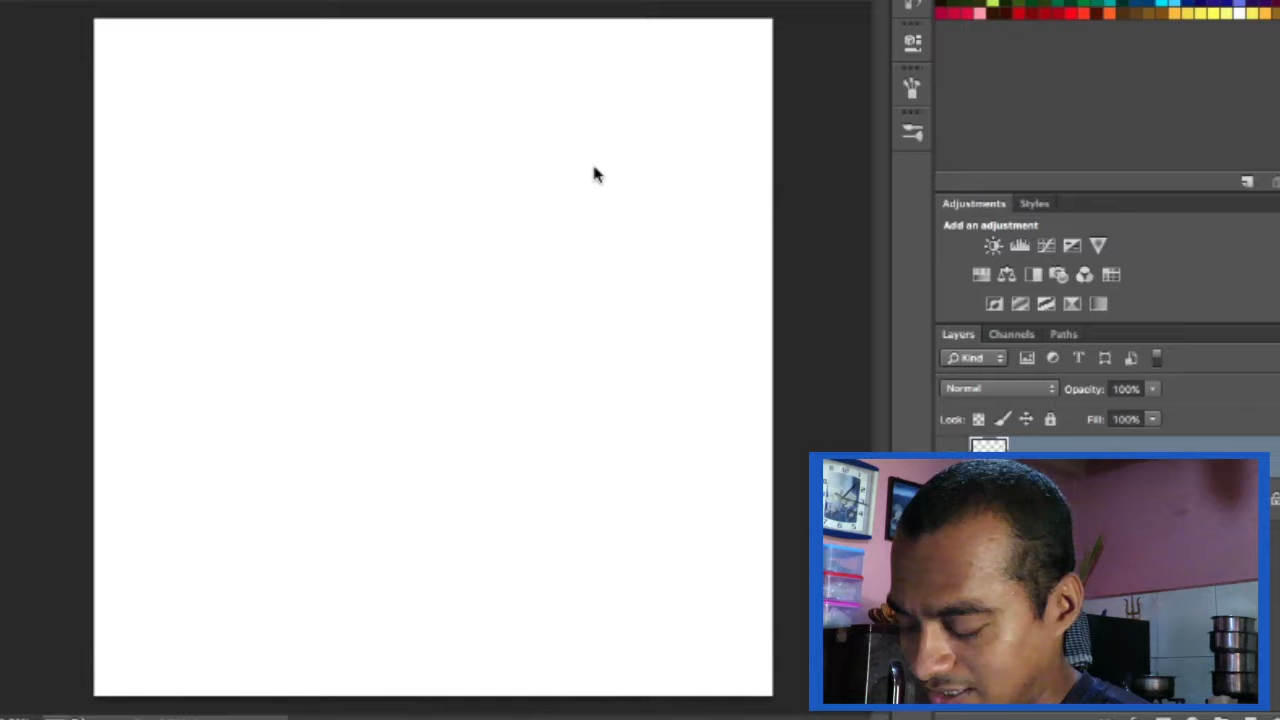 Adjustments Styles
Add an adjustment
Layers Channels Paths
Kind
Normal Opacity: 100%
Lock: Fill: 100%